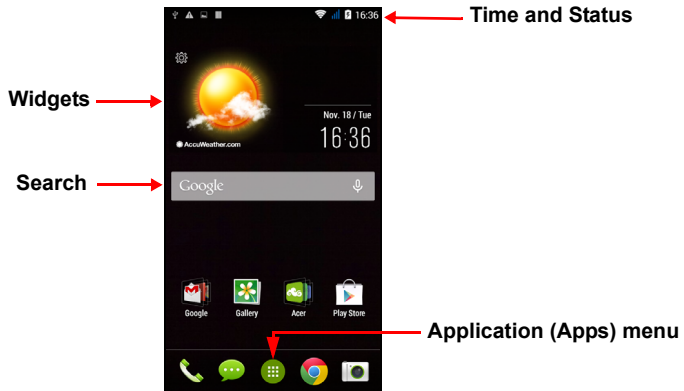 16:36
Time and Status
Widgets
Nov. 18 / Tue
16:36
AccuWeather.com
Search
Google
Google
Gallery
Acer
Play Store
Application (Apps) menu